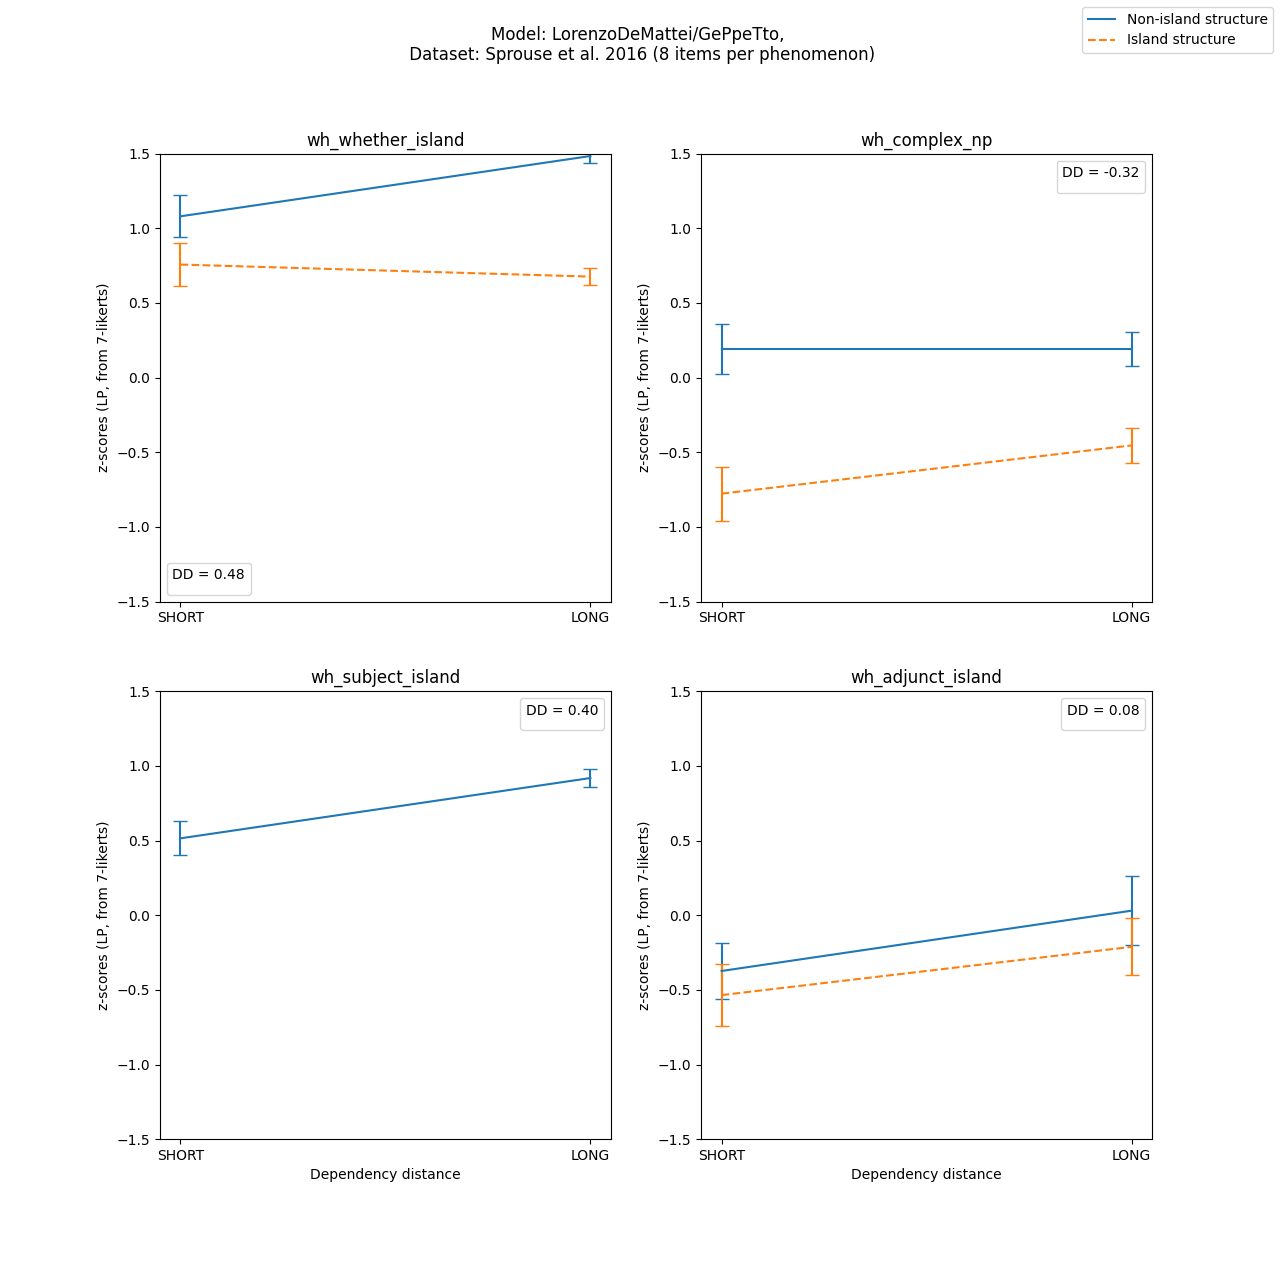 Model: LorenzoDeMattei/GePpeTto,
Dataset: Sprouse et al. 2016 (8 items per phenomenon)
Non-island structure
Island structure
wh_whether_island
1.5
1.0
0.5
0.0
−0.5
−1.0
−1.5
z-scores (LP, from 7-likerts)
DD = 0.48
SHORT
LONG
wh_complex_np
1.5
1.0
0.5
0.0
−0.5
−1.0
−1.5
z-scores (LP, from 7-likerts)
DD = -0.32
SHORT
LONG
wh_subject_island
1.5
1.0
0.5
0.0
−0.5
−1.0
−1.5
z-scores (LP, from 7-likerts)
DD = 0.40
SHORT
LONG
Dependency distance
wh_adjunct_island
1.5
1.0
0.5
0.0
−0.5
−1.0
−1.5
z-scores (LP, from 7-likerts)
DD = 0.08
SHORT
LONG
Dependency distance